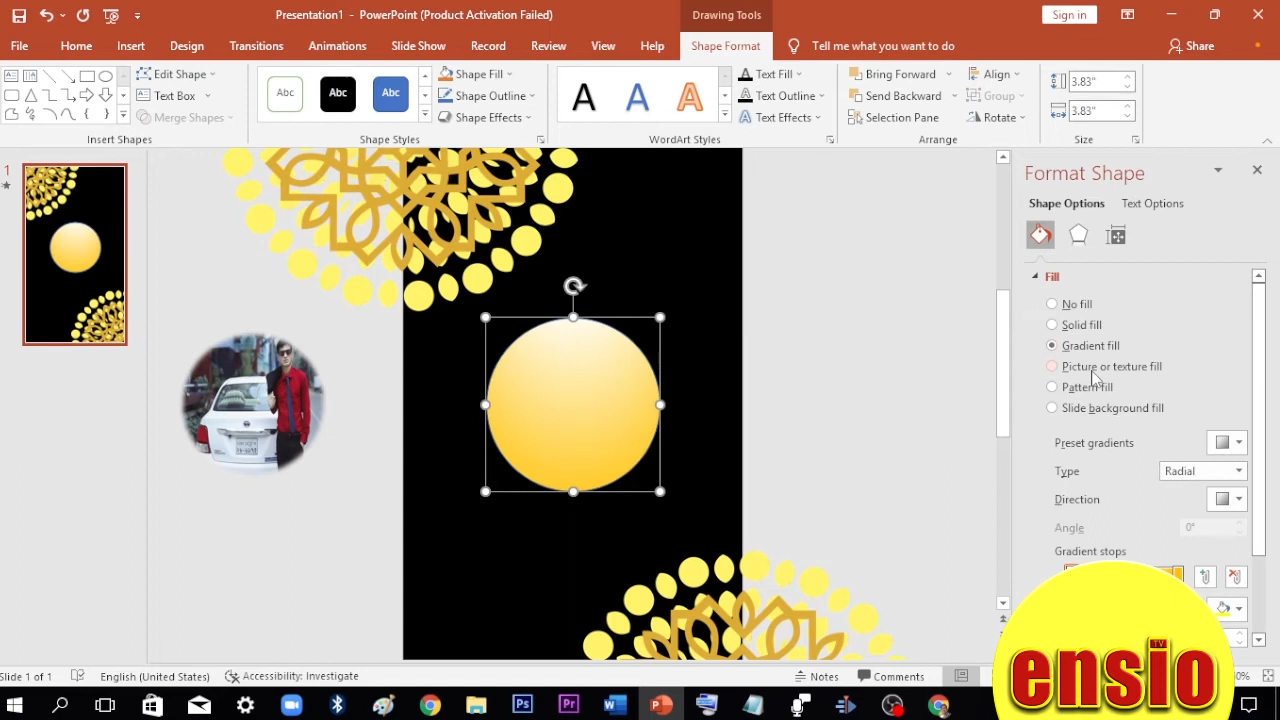 Presentation1 - PowerPoint (Product Activation Failed)
Drawing Tools
Sign in
File Home Insert Design Transitions Animations Slide Show Record Review View Help Shape Format Tell me what you want to do Share
Edit Shape
Text Box
Merge Shapes
Insert Shapes
Abc Abc Abc
Shape Fill
Shape Outline
Shape Effects
Shape Styles
A A A
Text Fill
Text Outline
Text Effects
WordArt Styles
Bring Forward
Send Backward
Selection Pane
Align
Group
Rotate
Arrange
3.83"
3.83"
Size
1
Format Shape
Shape Options Text Options
Fill
No fill
Solid fill
Gradient fill
Picture or texture fill
Pattern fill
Slide background fill
Preset gradients
Type Radial
Direction
Angle 0°
Gradient stops
TV
ensio
Slide 1 of 1 English (United States) Accessibility: Investigate Notes Comments
Ps Pr W P